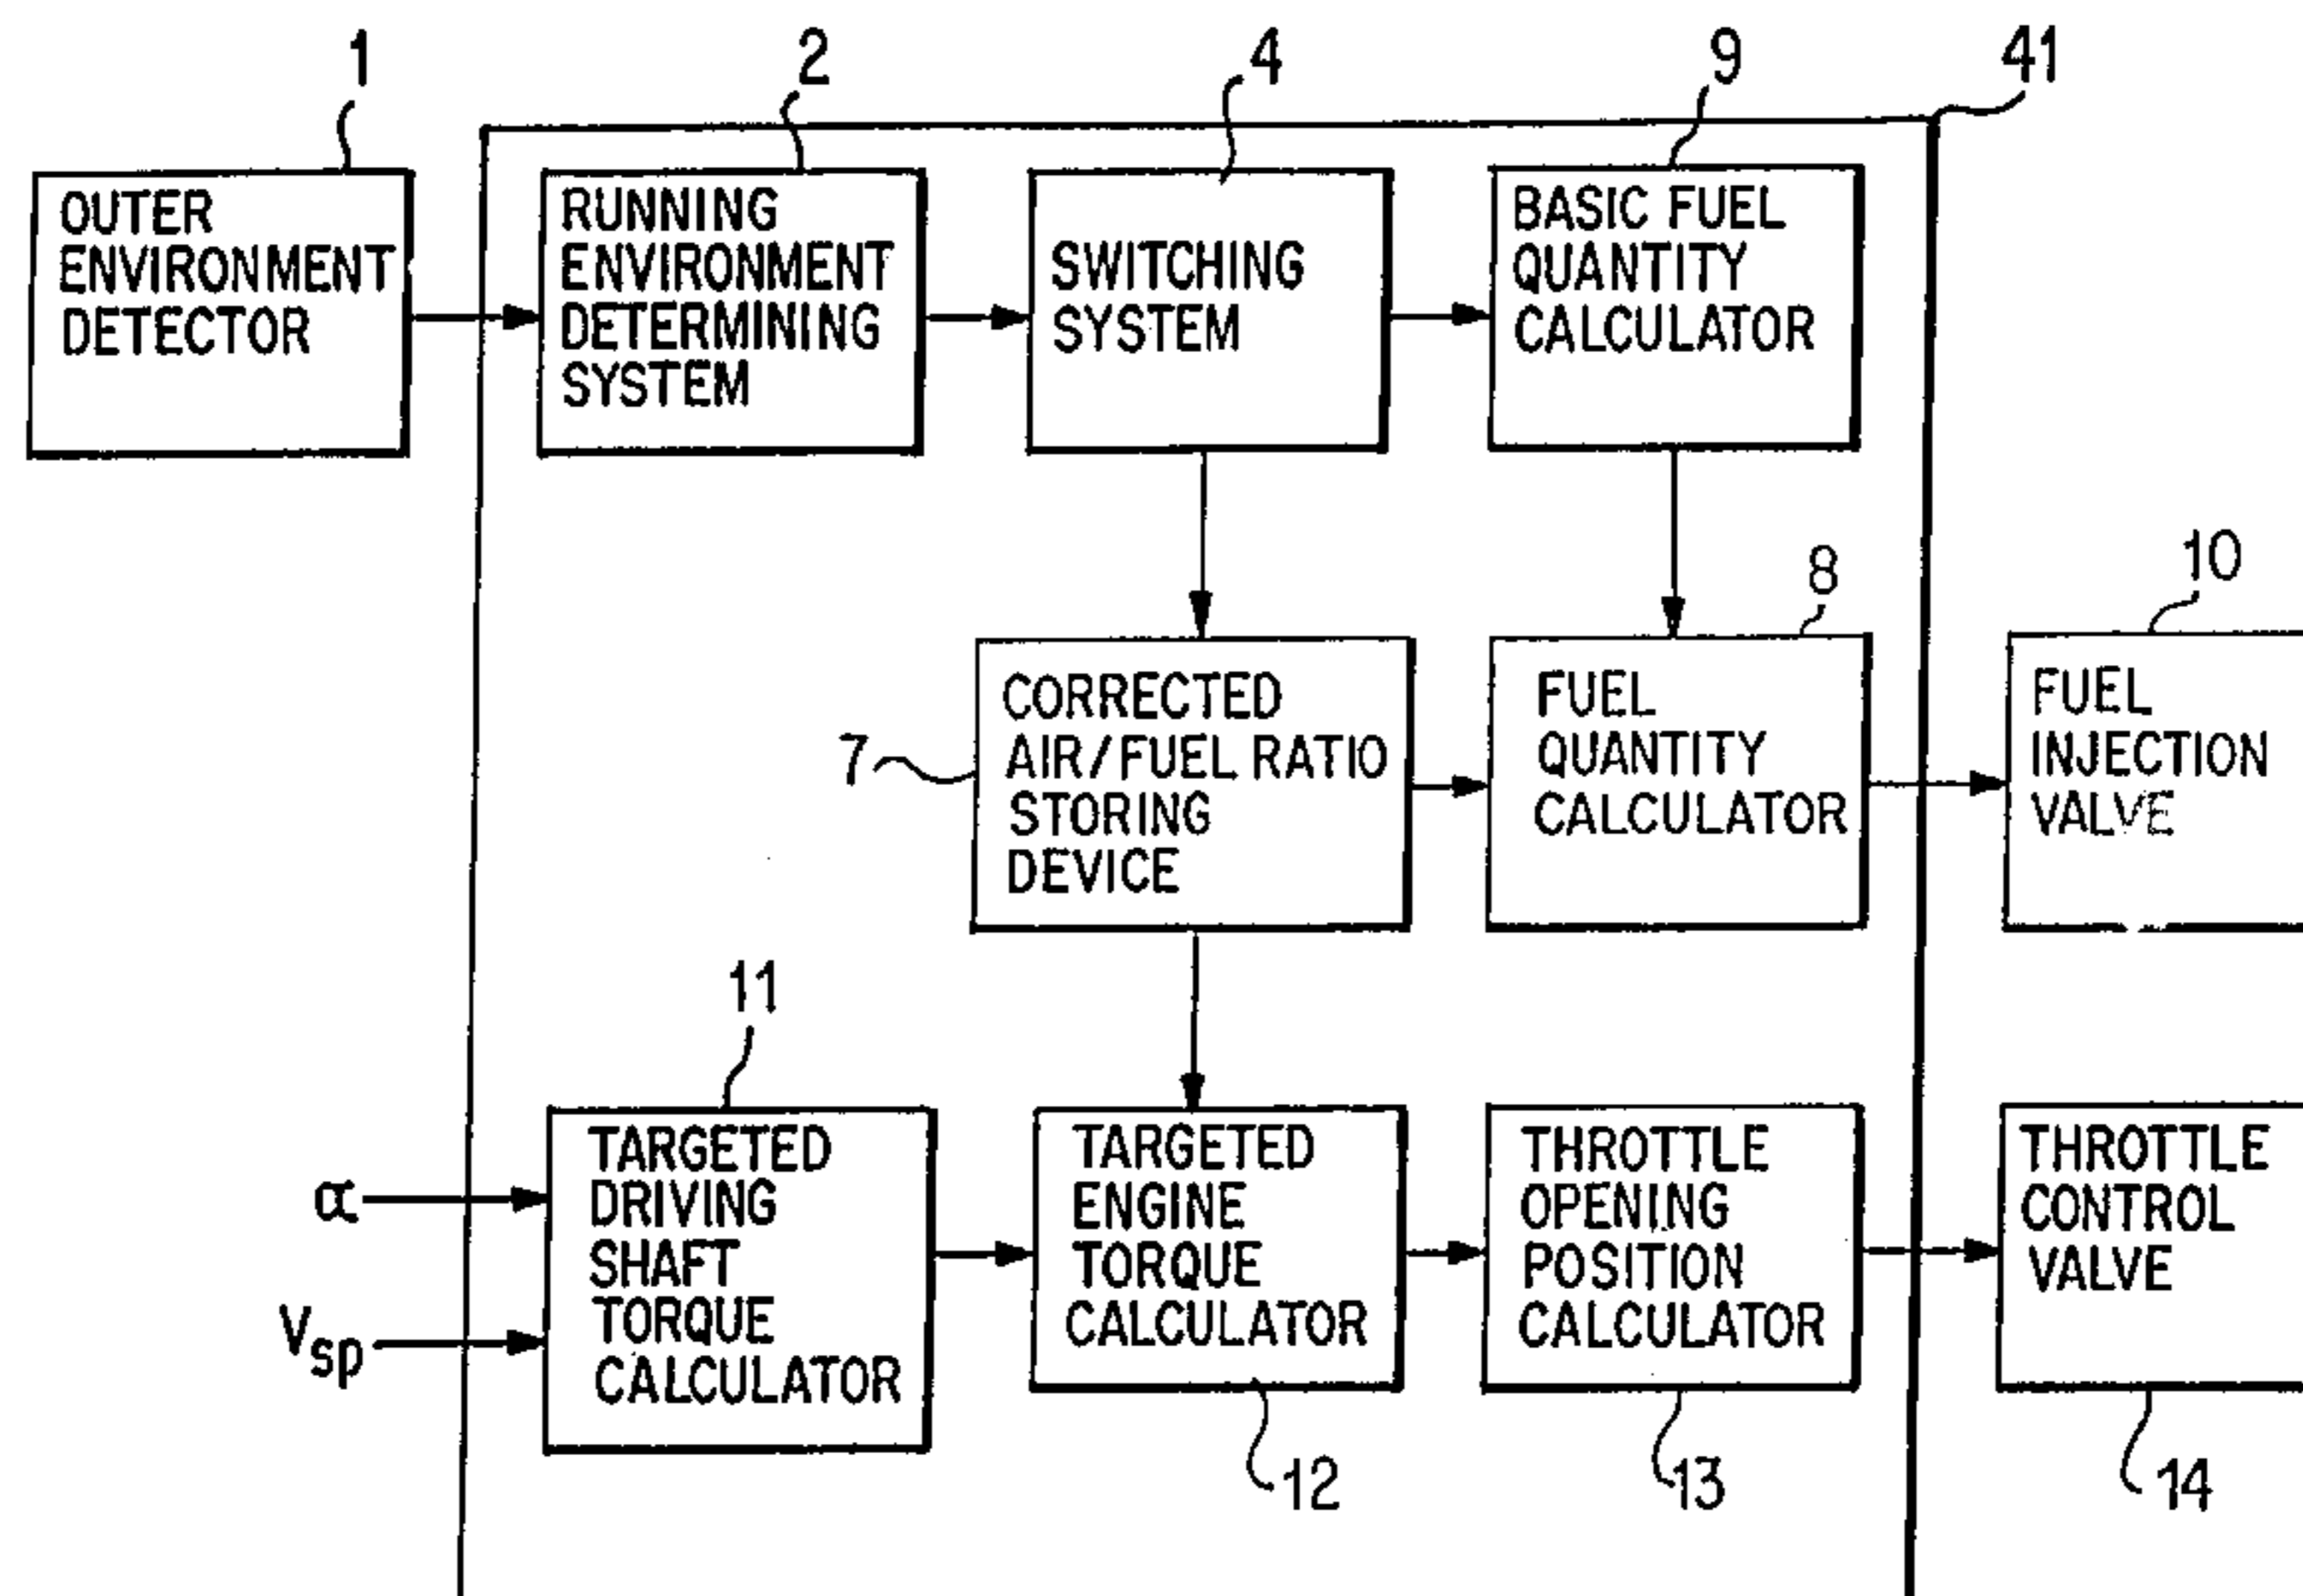 1
2
4
9
41
OUTER
ENVIRONMENT
DETECTOR
RUNNING
ENVIRONMENT
DETERMINING
SYSTEM
SWITCHING
SYSTEM
BASIC FUEL
QUANTITY
CALCULATOR
7
CORRECTED
AIR/FUEL RATIO
STORING
DEVICE
8
FUEL
QUANTITY
CALCULATOR
10
FUEL
INJECTION
VALVE
11
α
Vsp
TARGETED
DRIVING
SHAFT
TORQUE
CALCULATOR
TARGETED
ENGINE
TORQUE
CALCULATOR
THROTTLE
OPENING
POSITION
CALCULATOR
THROTTLE
CONTROL
VALVE
12
13
14